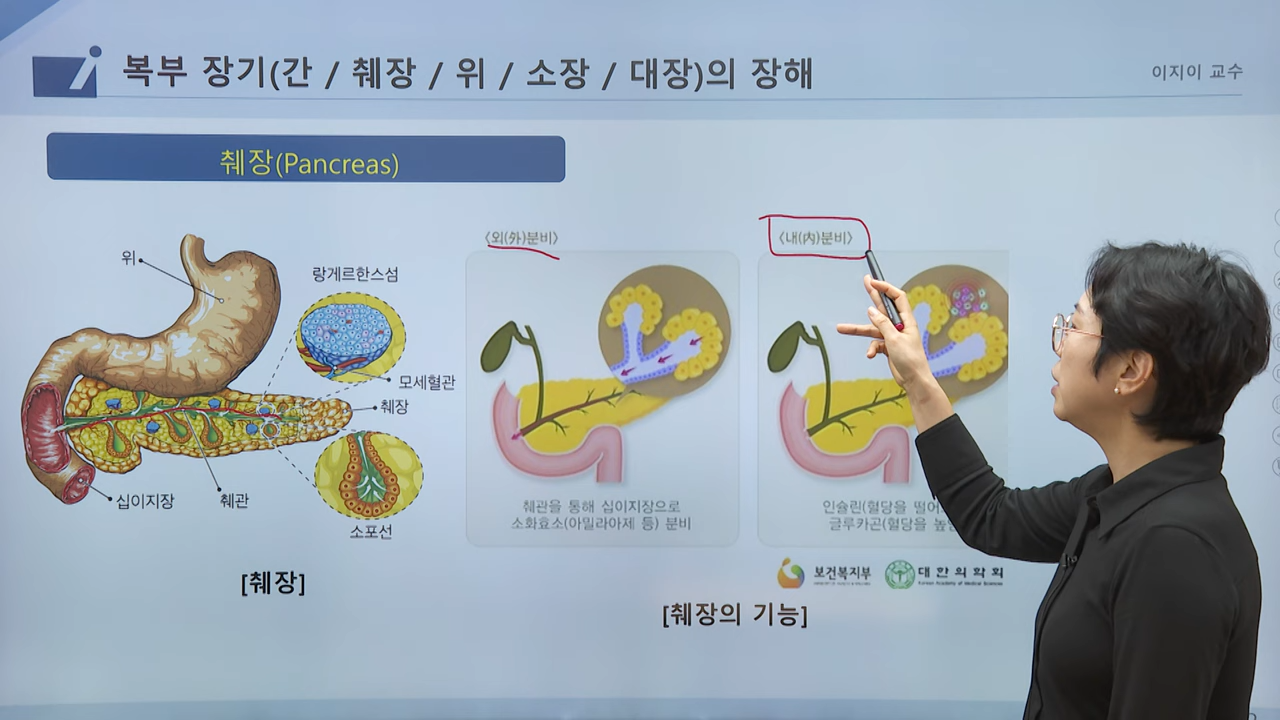 복부 장기(간 / 췌장 / 위 / 소장 / 대장)의 장해
이지이 교수
췌장(Pancreas)
위
랑게르한스섬
모세혈관
췌장
십이지장
췌관
소포선
[췌장]
〈외(外)분비〉
췌관을 통해 십이지장으로
소화효소(아밀라아제 등) 분비
〈내(內)분비〉
인슐린(혈당을 떨어
글루카곤(혈당을 높
보건복지부
대한의학회
[췌장의 기능]